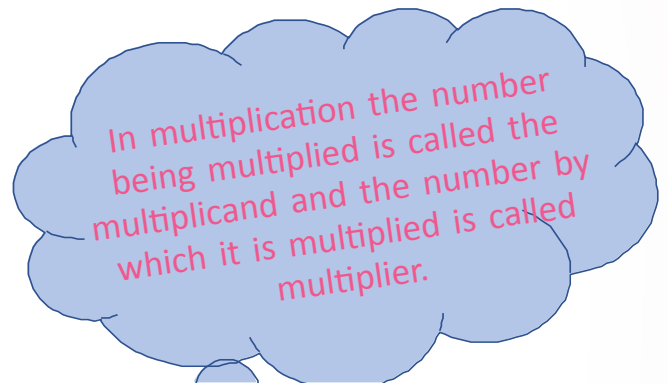 In multiplication the number
being multiplied is called the
multiplicand and the number by
which it is multiplied is called
multiplier.